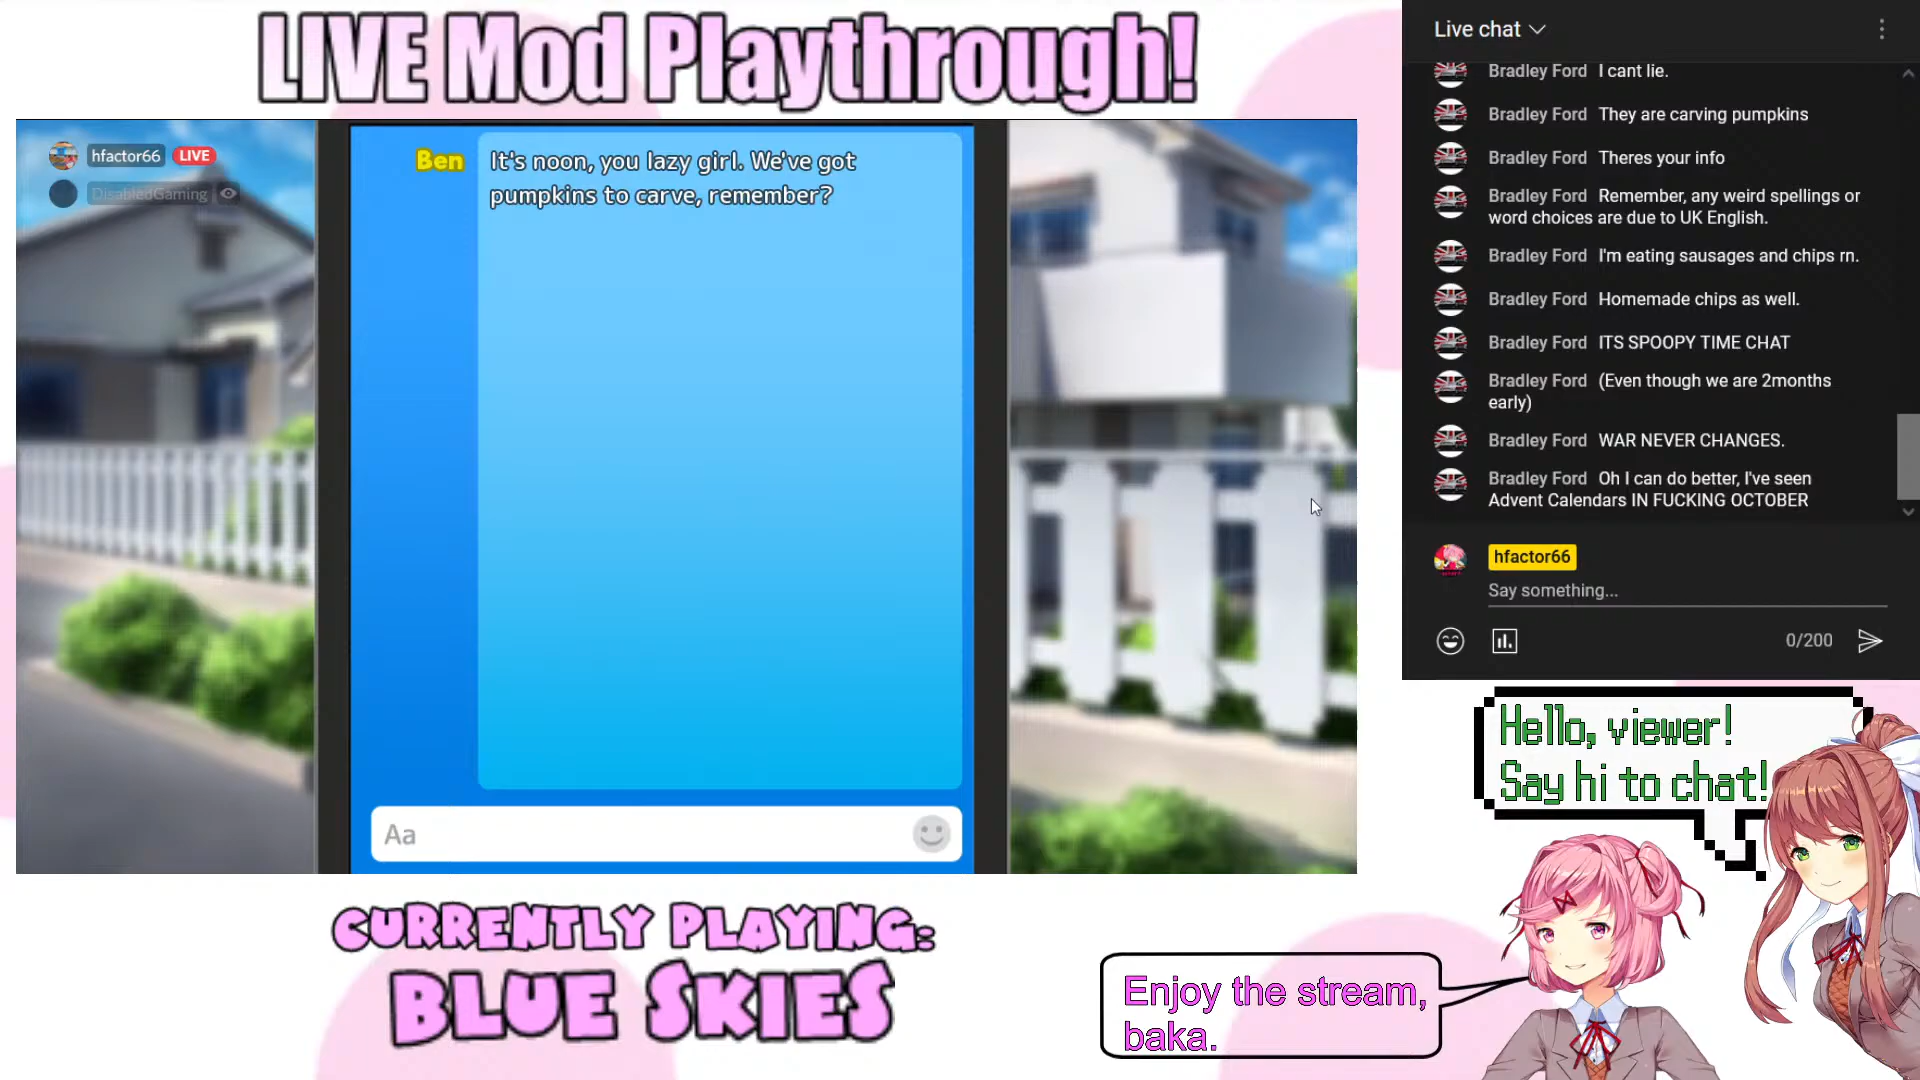 LIVE Mod Playthrough!
hfactor66 LIVE
DisabledGaming
Ben It's noon, you lazy girl. We've got
pumpkins to carve, remember?
Aa
CURRENTLY PLAYING:
BLUE SKIES
Live chat
Bradley Ford I cant lie.
Bradley Ford They are carving pumpkins
Bradley Ford Theres your info
Bradley Ford Remember, any weird spellings or
word choices are due to UK English.
Bradley Ford I'm eating sausages and chips rn.
Bradley Ford Homemade chips as well.
Bradley Ford ITS SPOOPY TIME CHAT
Bradley Ford (Even though we are 2months
early)
Bradley Ford WAR NEVER CHANGES.
Bradley Ford Oh I can do better, I've seen
Advent Calendars IN FUCKING OCTOBER
hfactor66
Say something...
0/200
Hello, viewer!
Say hi to chat!
Enjoy the stream,
baka.